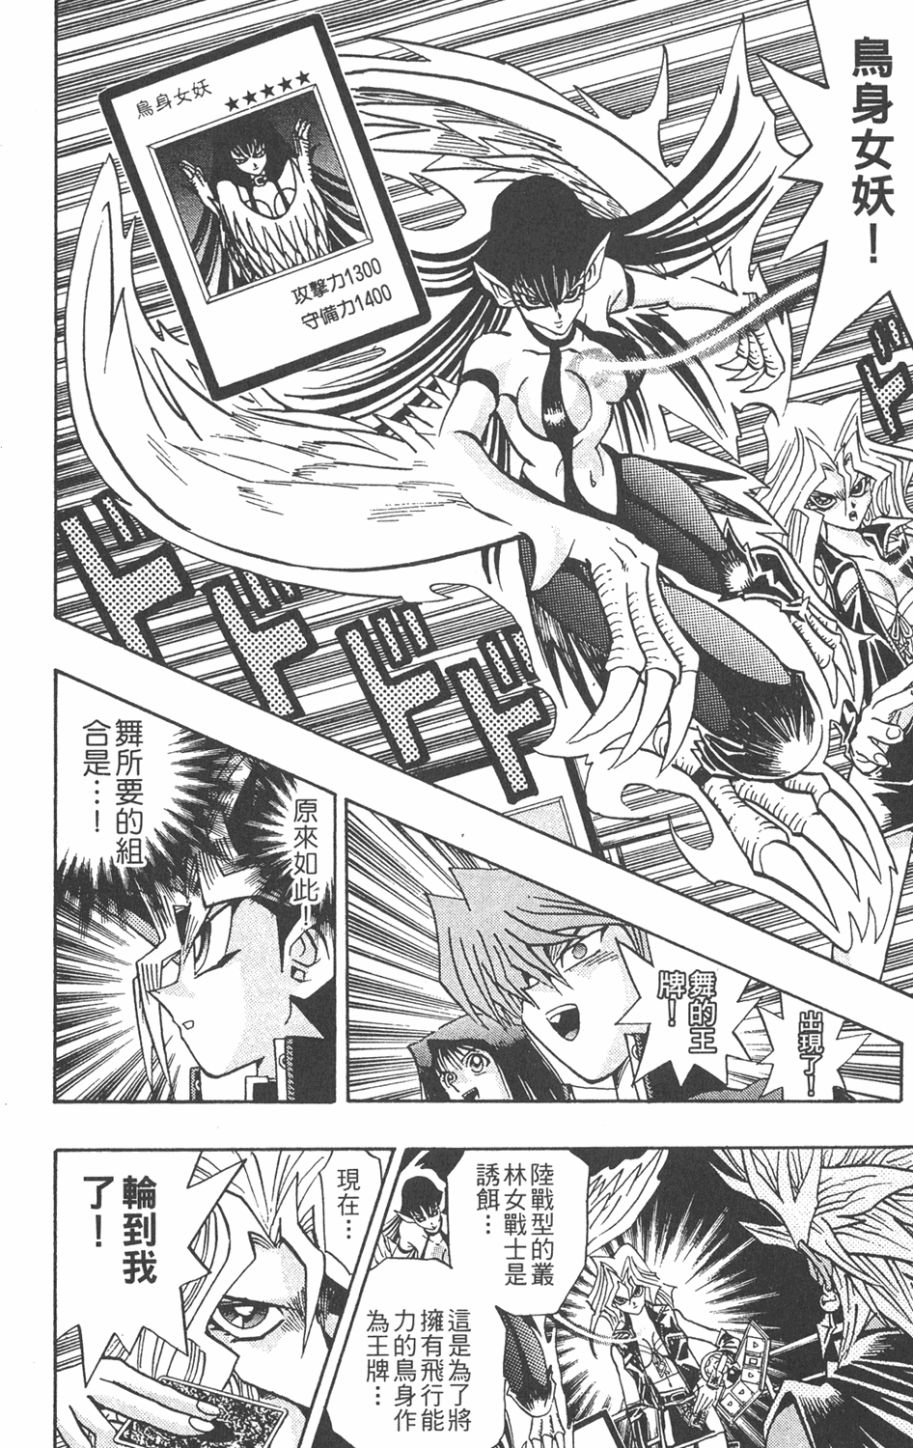 鳥身女妖！
鳥身女妖
★★★★★
攻擊力1300
守備力1400
ド
ドドドド
出現了！
舞的王
牌！
原來如此！
舞所要的組
合是…！
陸戰型的叢
林女戰士是
誘餌…
這是為了將
擁有飛行能
力的鳥身作
為王牌…
現在…
輪到我
了！